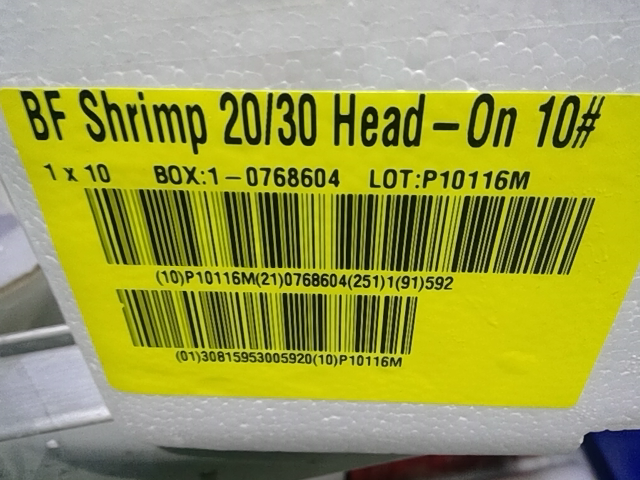 BF Shrimp 20/30 Head-On 10#
1 x 10 BOX:1-0768604 LOT:P10116M
(10)P10116M(21)0768604(251)1(91)592
(01)30815953005920(10)P10116M